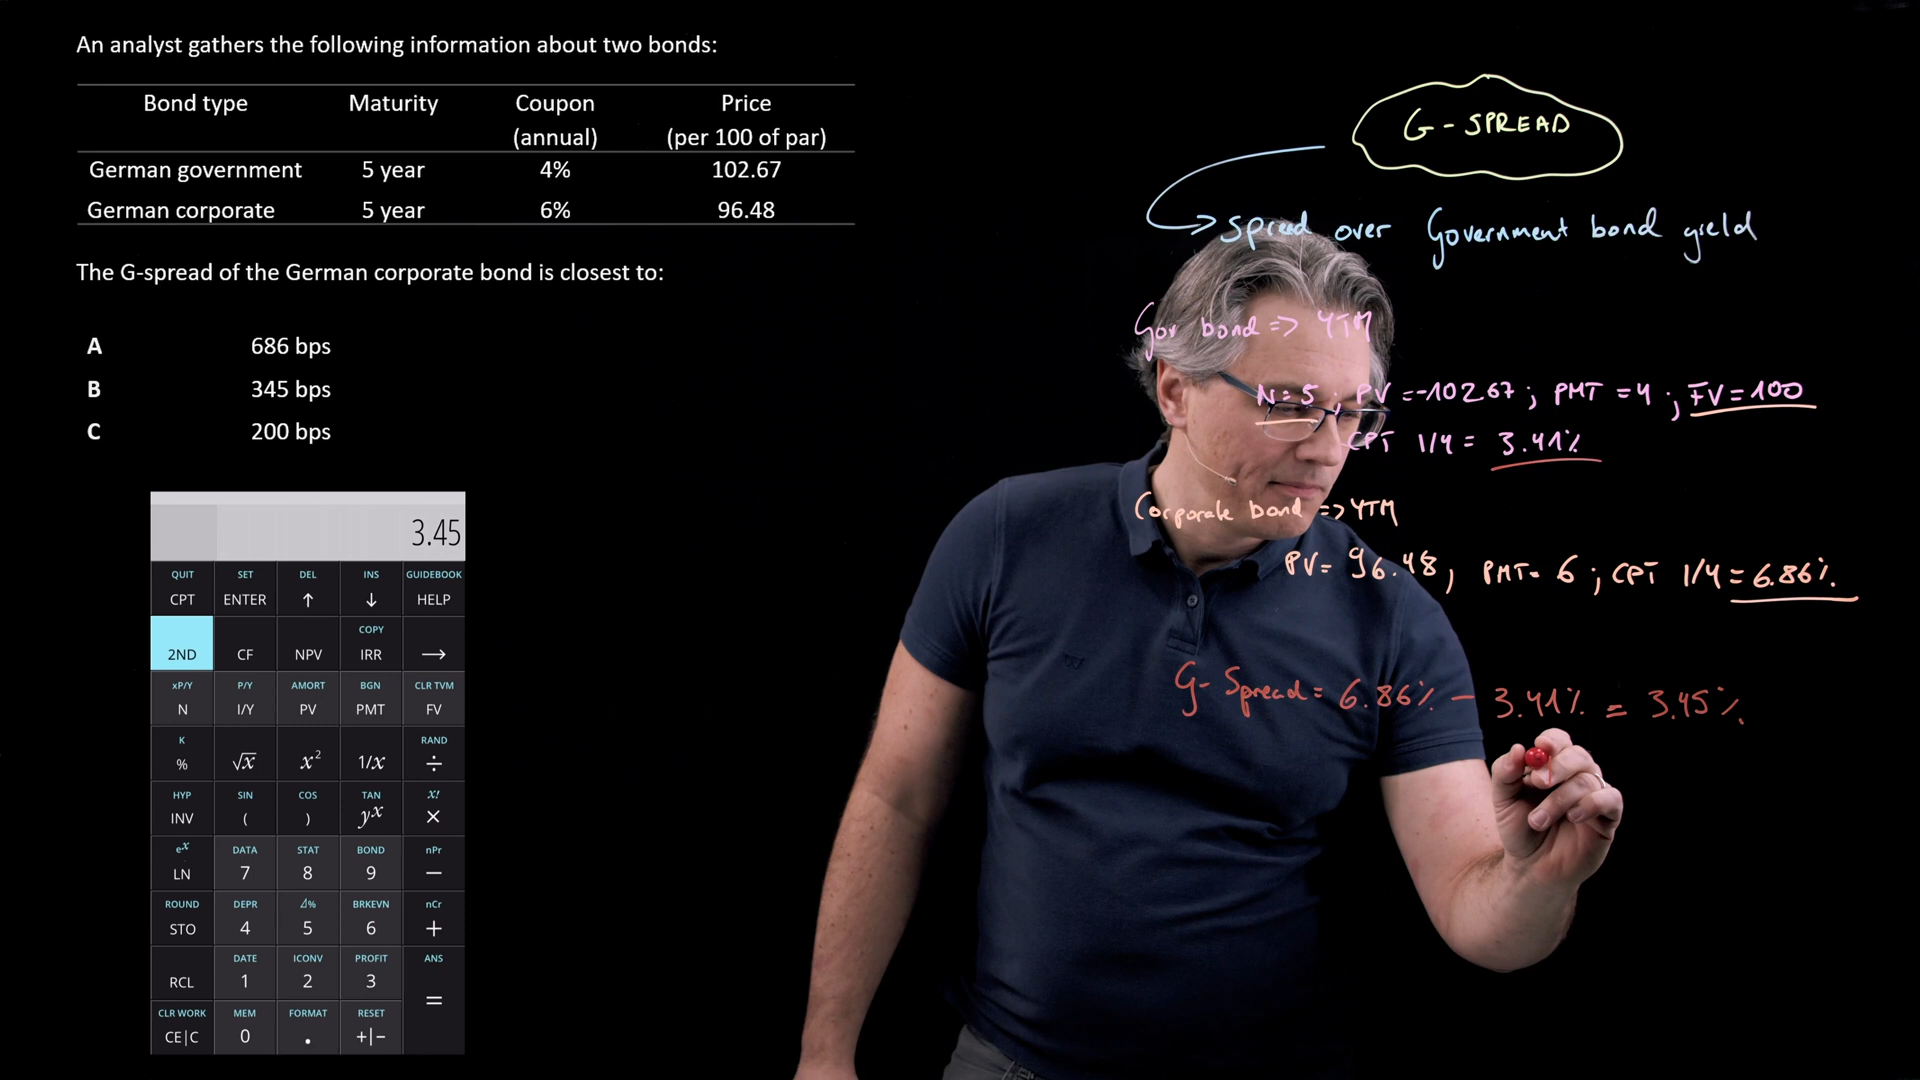 An analyst gathers the following information about two bonds:
Bond type Maturity Coupon (annual) Price (per 100 of par)
German government 5 year 4% 102.67
German corporate 5 year 6% 96.48
The G-spread of the German corporate bond is closest to:
A 686 bps
B 345 bps
C 200 bps
3.45
QUIT SET DEL INS GUIDEBOOK
CPT ENTER ↑ ↓ HELP
COPY
2ND CF NPV IRR →
xP/Y P/Y AMORT BGN CLR TVM
N I/Y PV PMT FV
K RAND
% √x x² 1/x ÷
HYP SIN COS TAN x!
INV ( ) yˣ ×
eˣ DATA STAT BOND nPr
LN 7 8 9 −
ROUND DEPR Δ% BRKEVN nCr
STO 4 5 6 +
DATE ICONV PROFIT ANS
RCL 1 2 3 =
CLR WORK MEM FORMAT RESET
CE|C 0 . +|−
G-SPREAD
Spread over Government bond yield
Gov bond => YTM
N=5; PV=-102.67; PMT=4; FV=100
CPT I/Y = 3.41%
Corporate bond => YTM
PV= 96.48, PMT= 6; CPT I/Y = 6.86%
G-Spread = 6.86% − 3.41% = 3.45%